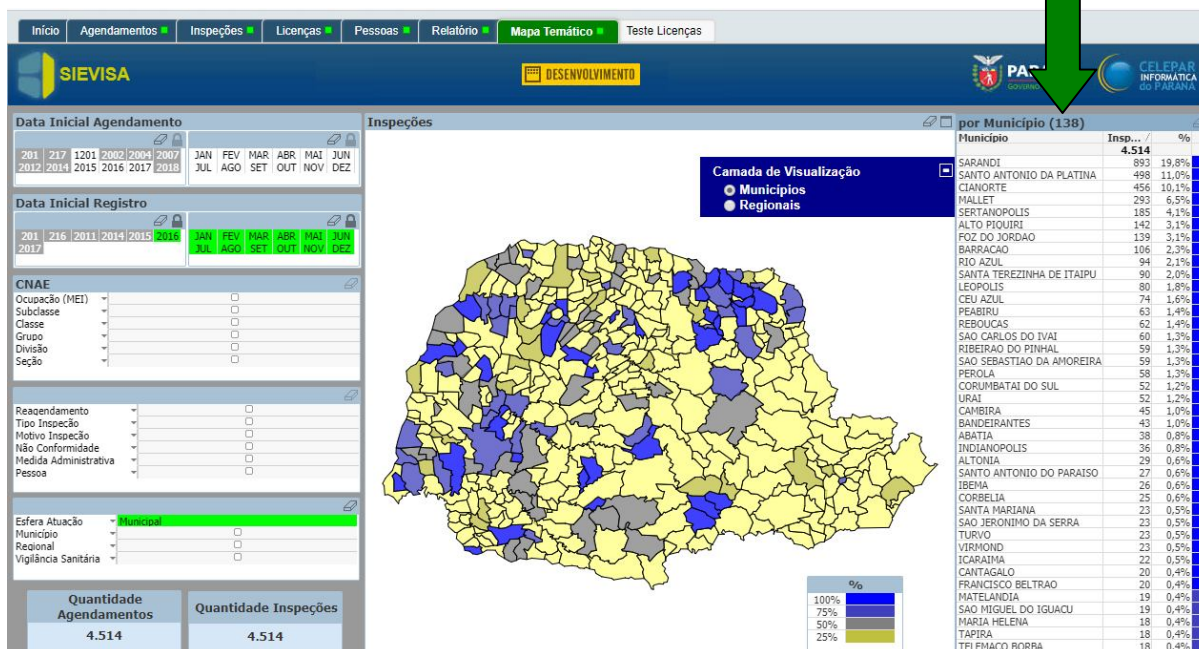 Início Agendamentos Inspeções Licenças Pessoas Relatório Mapa Temático Teste Licenças
SIEVISA
DESENVOLVIMENTO
CELEPAR
INFORMÁTICA
do PARANÁ
Data Inicial Agendamento
201 217 1201 2002 2004 2007
2012 2014 2015 2016 2017 2018
JAN FEV MAR ABR MAI JUN
JUL AGO SET OUT NOV DEZ
Data Inicial Registro
201 216 2011 2014 2015 2016
2017
JAN FEV MAR ABR MAI JUN
JUL AGO SET OUT NOV DEZ
CNAE
Ocupação (MEI)
Subclasse
Classe
Grupo
Divisão
Seção
Reagendamento
Tipo Inspeção
Motivo Inspeção
Não Conformidade
Medida Administrativa
Pessoa
Esfera Atuação Municipal
Município
Regional
Vigilância Sanitária
Quantidade
Agendamentos
4.514
Quantidade Inspeções
4.514
Inspeções
Camada de Visualização
Municípios
Regionais
%
100%
75%
50%
25%
por Município (138)
Município Insp... / %
4.514
SARANDI 893 19,8%
SANTO ANTONIO DA PLATINA 498 11,0%
CIANORTE 456 10,1%
MALLET 293 6,5%
SERTANOPOLIS 185 4,1%
ALTO PIQUIRI 142 3,1%
FOZ DO JORDAO 139 3,1%
BARRACAO 106 2,3%
RIO AZUL 94 2,1%
SANTA TEREZINHA DE ITAIPU 90 2,0%
LEOPOLIS 80 1,8%
CEU AZUL 74 1,6%
PEABIRU 63 1,4%
REBOUCAS 62 1,4%
SAO CARLOS DO IVAI 60 1,3%
RIBEIRAO DO PINHAL 59 1,3%
SAO SEBASTIAO DA AMOREIRA 59 1,3%
PEROLA 58 1,3%
CORUMBATAI DO SUL 52 1,2%
URAI 52 1,2%
CAMBIRA 45 1,0%
BANDEIRANTES 43 1,0%
ABATIA 38 0,8%
INDIANOPOLIS 36 0,8%
ALTONIA 29 0,6%
SANTO ANTONIO DO PARAISO 27 0,6%
IBEMA 26 0,6%
CORBELIA 25 0,6%
SANTA MARIANA 23 0,5%
SAO JERONIMO DA SERRA 23 0,5%
TURVO 23 0,5%
VIRMOND 23 0,5%
ICARAIMA 22 0,5%
CANTAGALO 20 0,4%
FRANCISCO BELTRAO 20 0,4%
MATELANDIA 19 0,4%
SAO MIGUEL DO IGUACU 19 0,4%
MARIA HELENA 18 0,4%
TAPIRA 18 0,4%
TELEMACO BORBA 18 0,4%